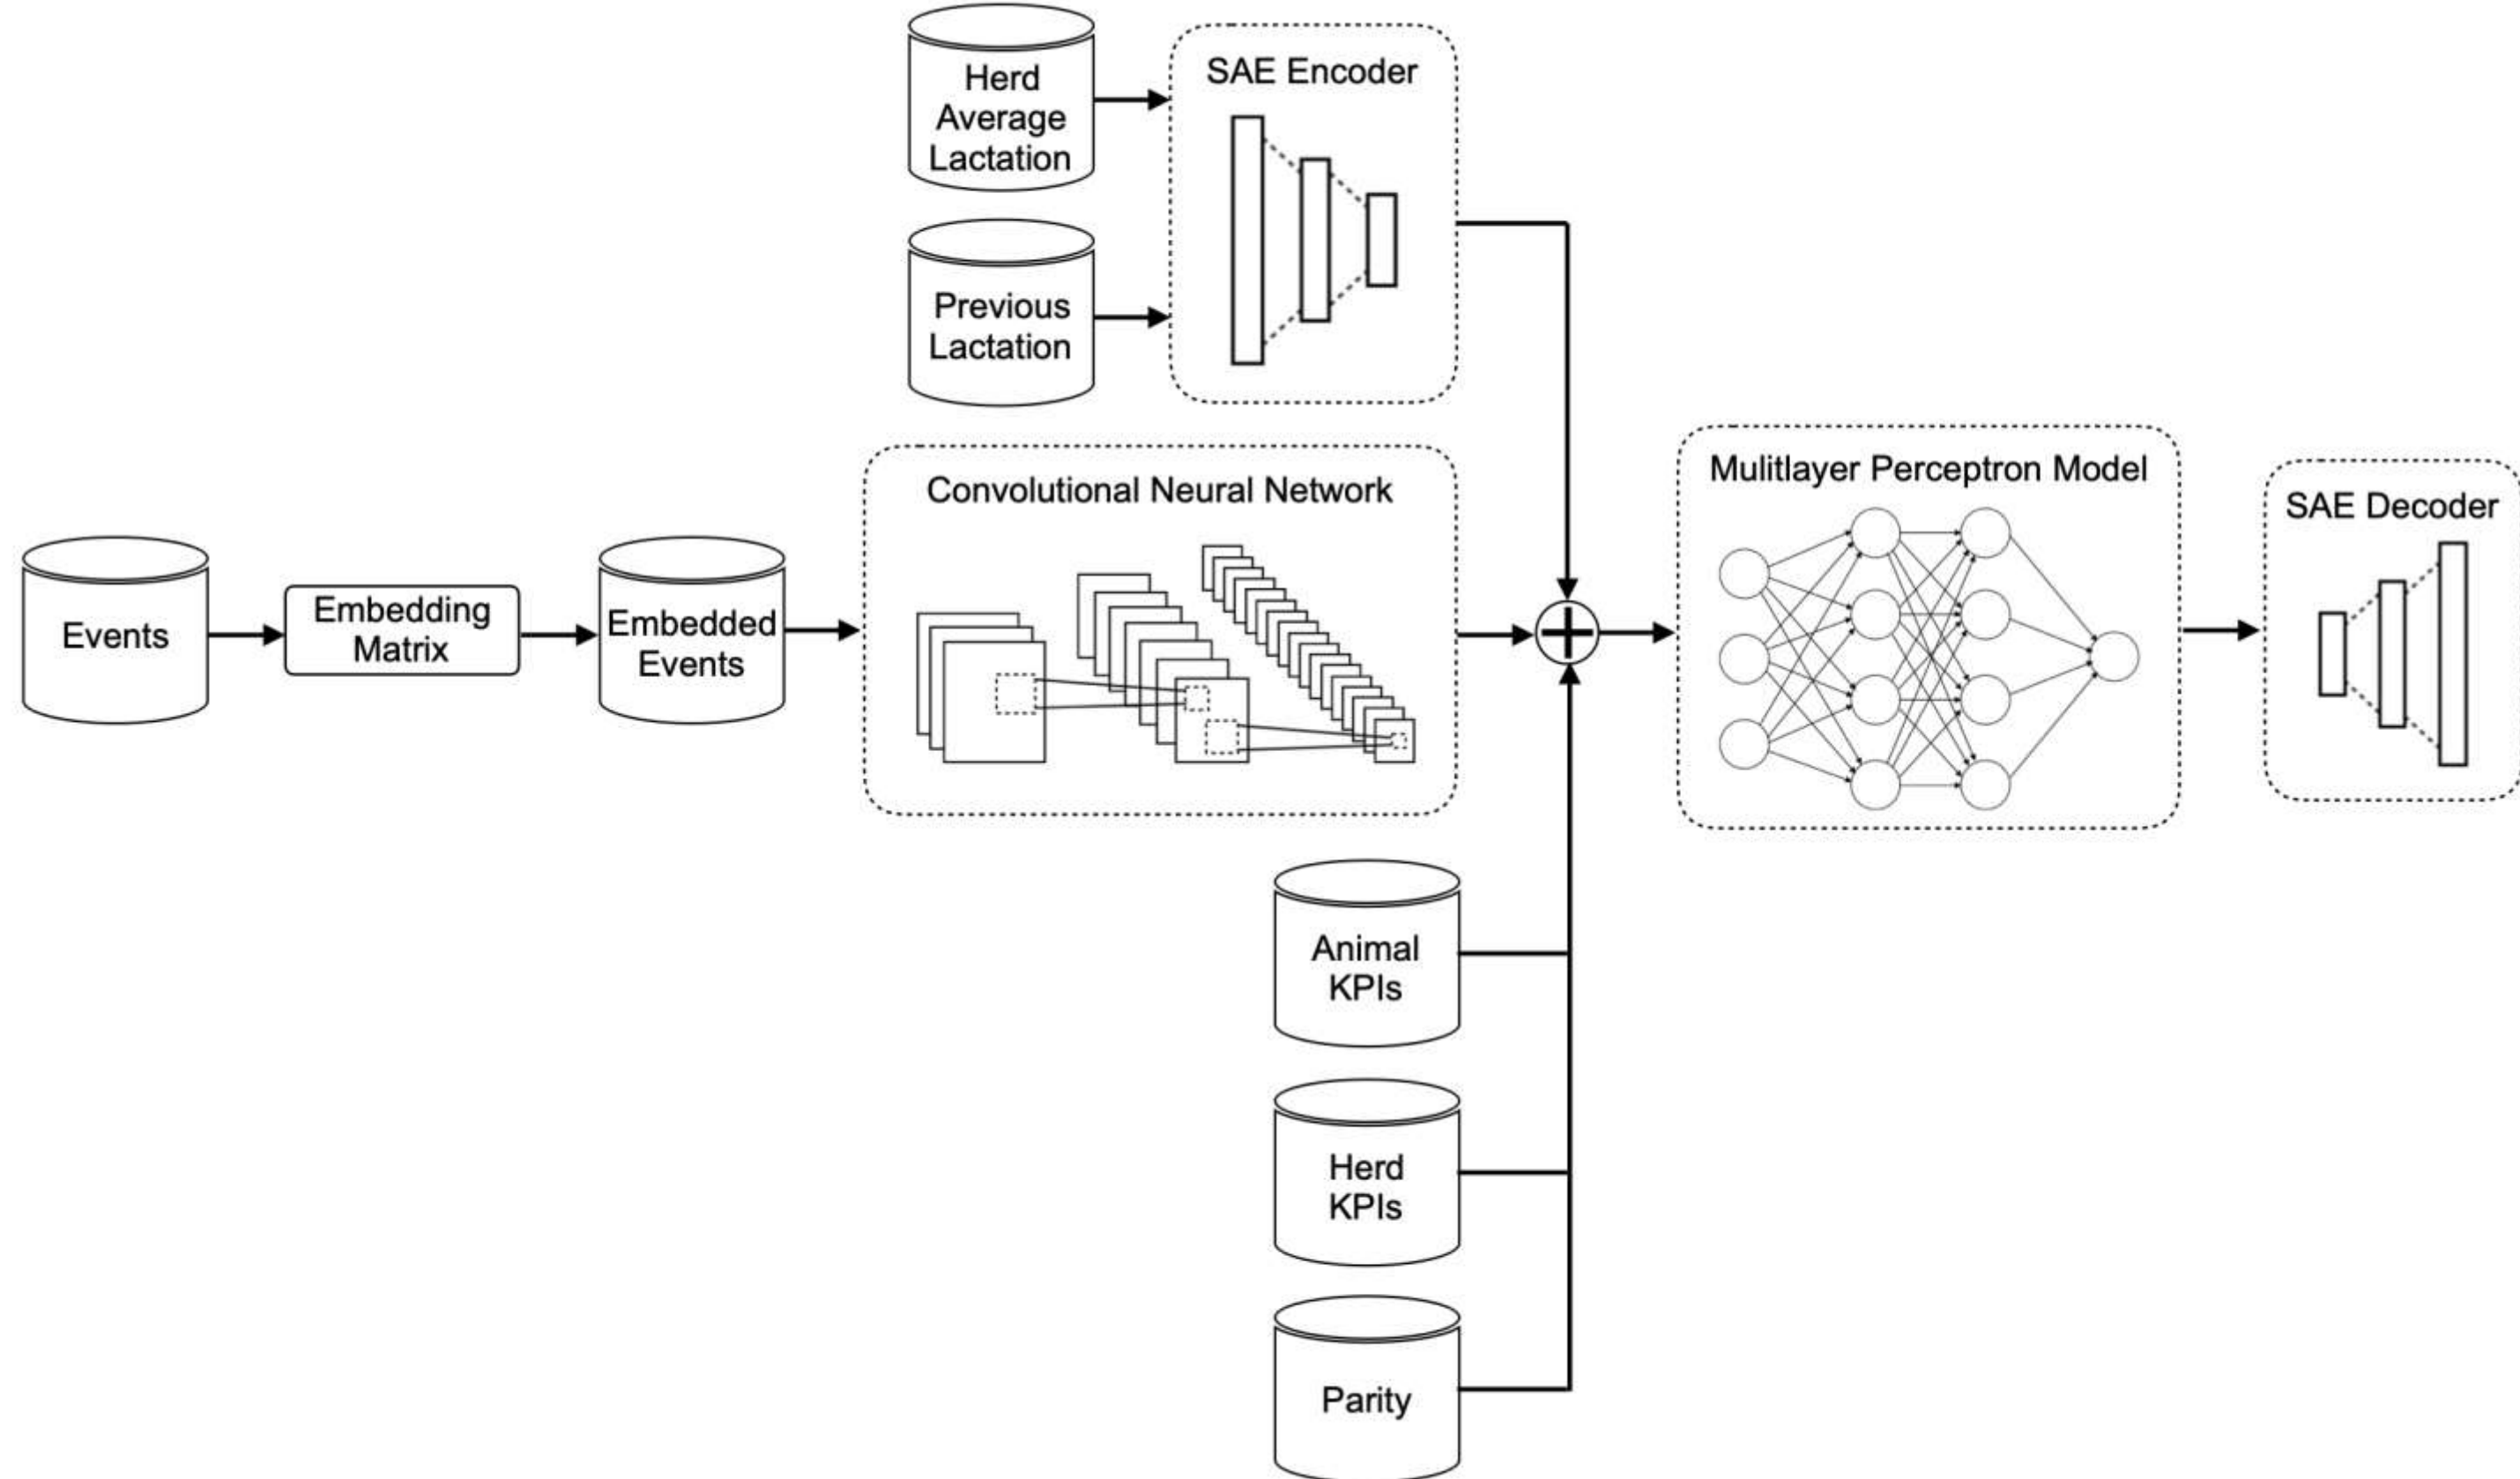 Herd
Average
Lactation
SAE Encoder
Previous
Lactation
Convolutional Neural Network
Mulitlayer Perceptron Model
SAE Decoder
Events
Embedding
Matrix
Embedded
Events
Animal
KPIs
Herd
KPIs
Parity